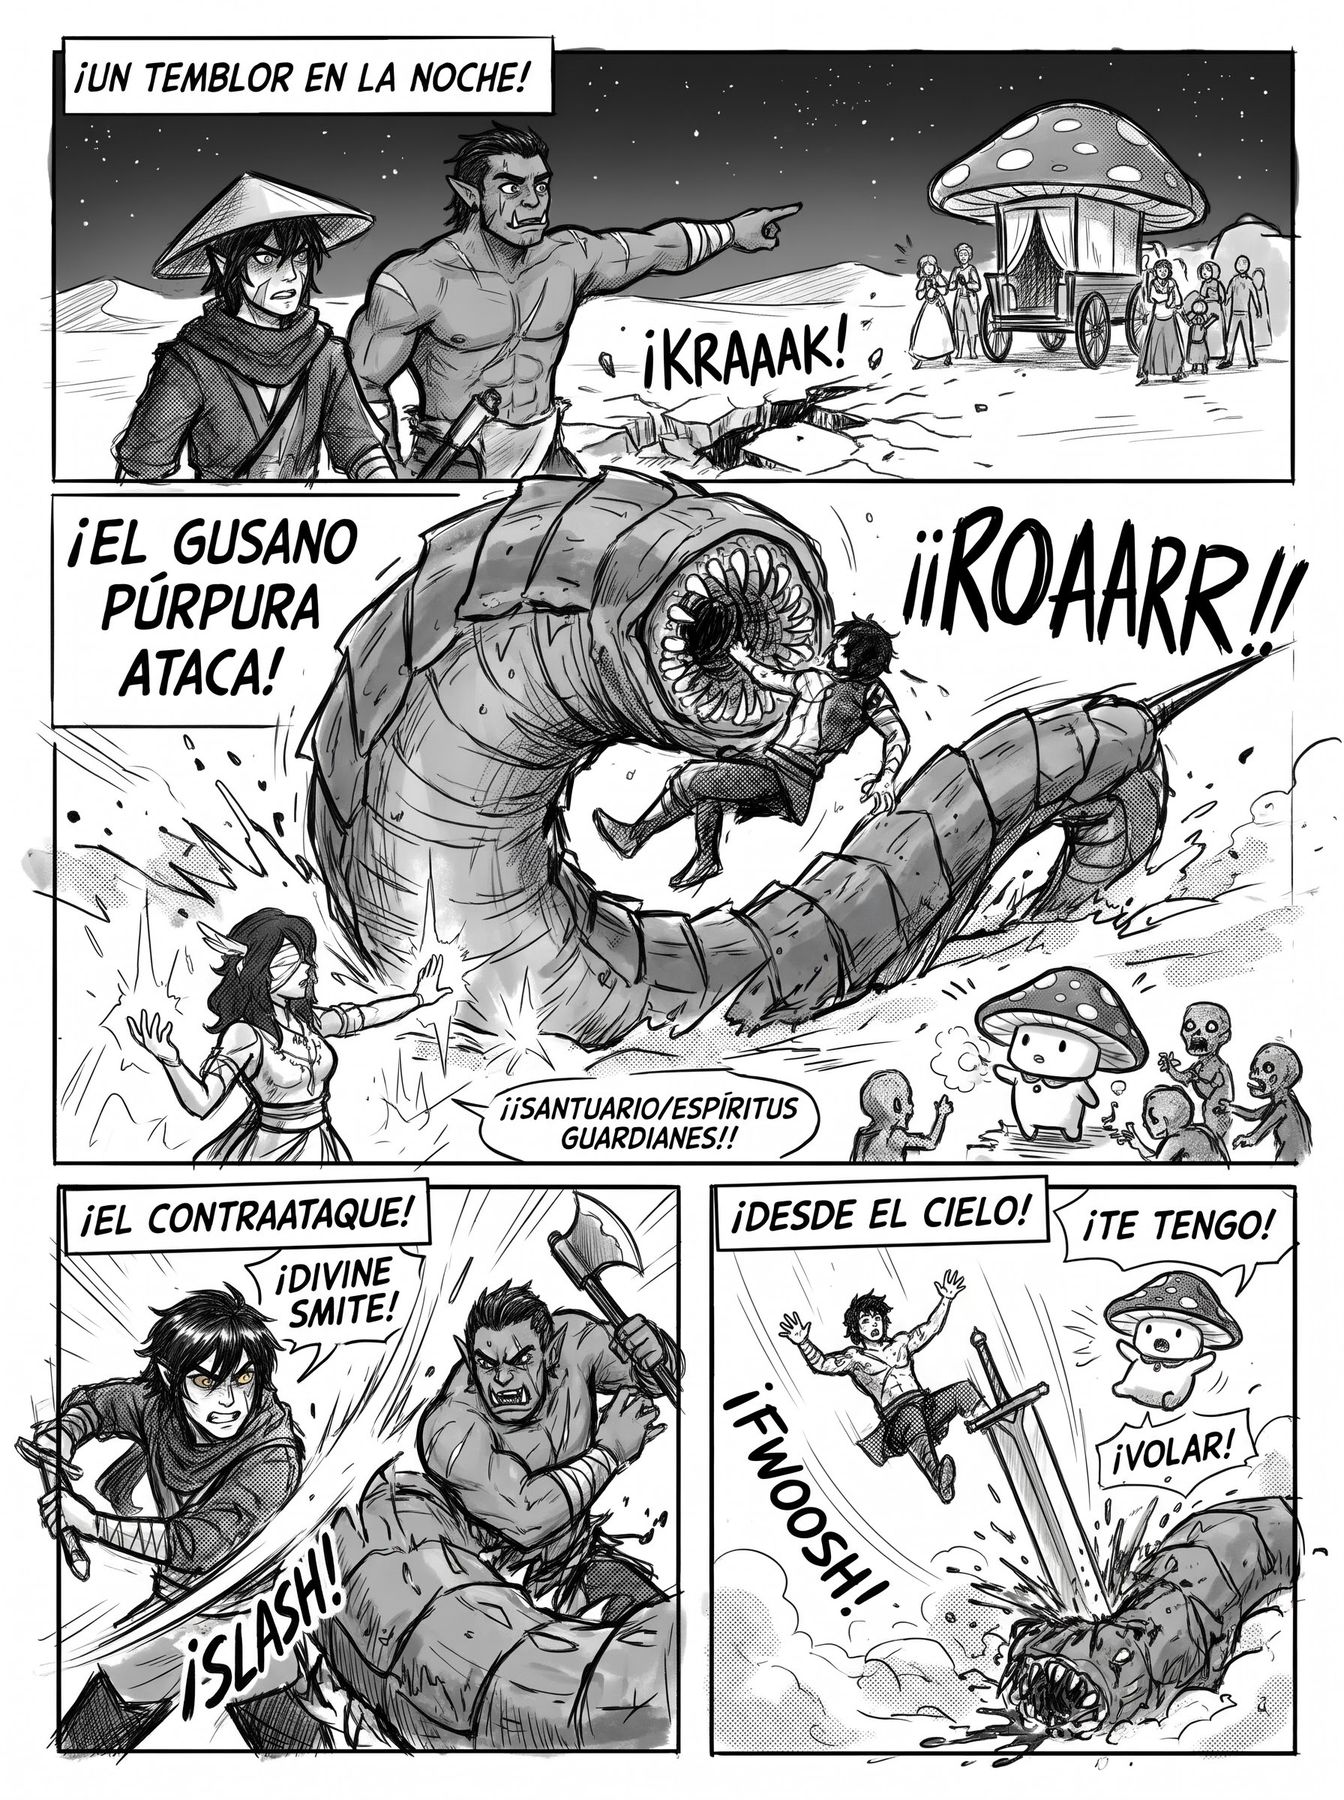 ¡UN TEMBLOR EN LA NOCHE!
¡KRAAAK!
¡EL GUSANO
PÚRPURA
ATACA!
¡¡ROAARR!!
¡¡SANTUARIO/ESPÍRITUS
GUARDIANES!!
¡EL CONTRAATAQUE!
¡DIVINE
SMITE!
¡SLASH!
¡DESDE EL CIELO!
¡TE TENGO!
¡VOLAR!
¡FWOOSH!